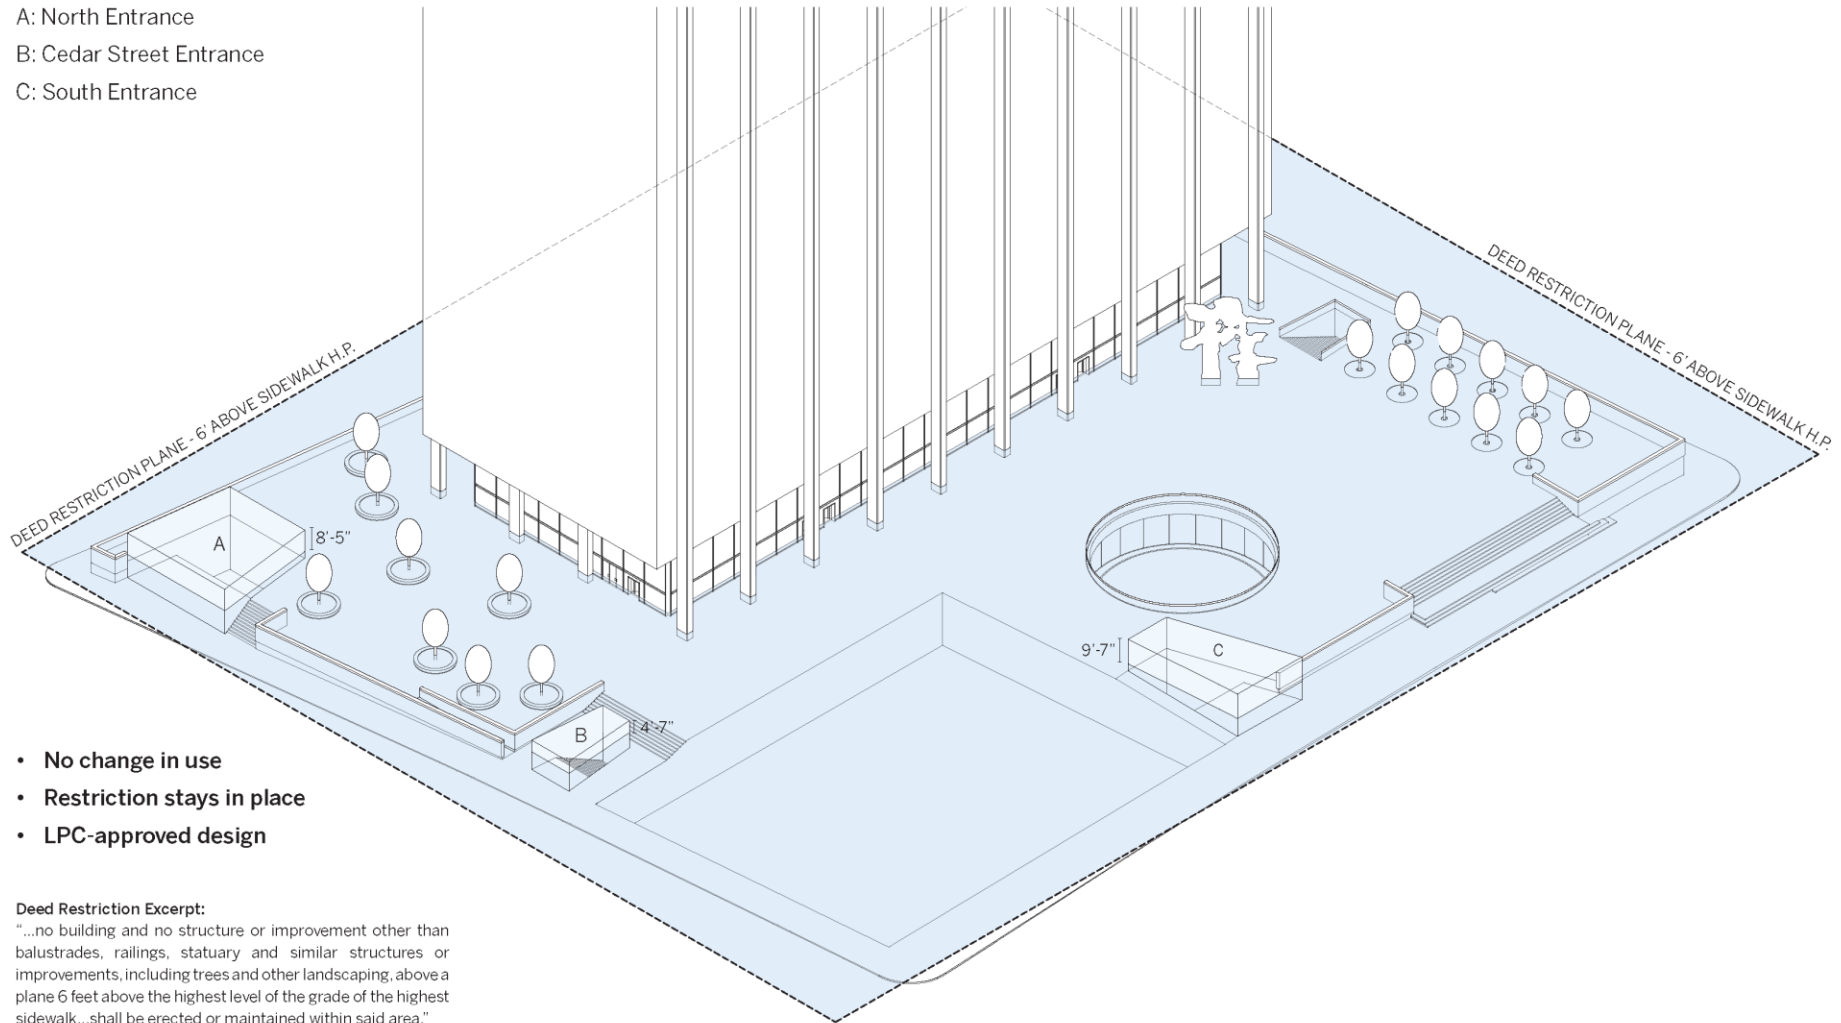 A: North Entrance
B: Cedar Street Entrance
C: South Entrance
DEED RESTRICTION PLANE - 6' ABOVE SIDEWALK H.P.
DEED RESTRICTION PLANE - 6' ABOVE SIDEWALK H.P.
A
8'-5"
9'-7"
C
B
4'-7"
• No change in use
• Restriction stays in place
• LPC-approved design
Deed Restriction Excerpt:
“...no building and no structure or improvement other than
balustrades, railings, statuary and similar structures or
improvements, including trees and other landscaping, above a
plane 6 feet above the highest level of the grade of the highest
sidewalk...shall be erected or maintained within said area.”